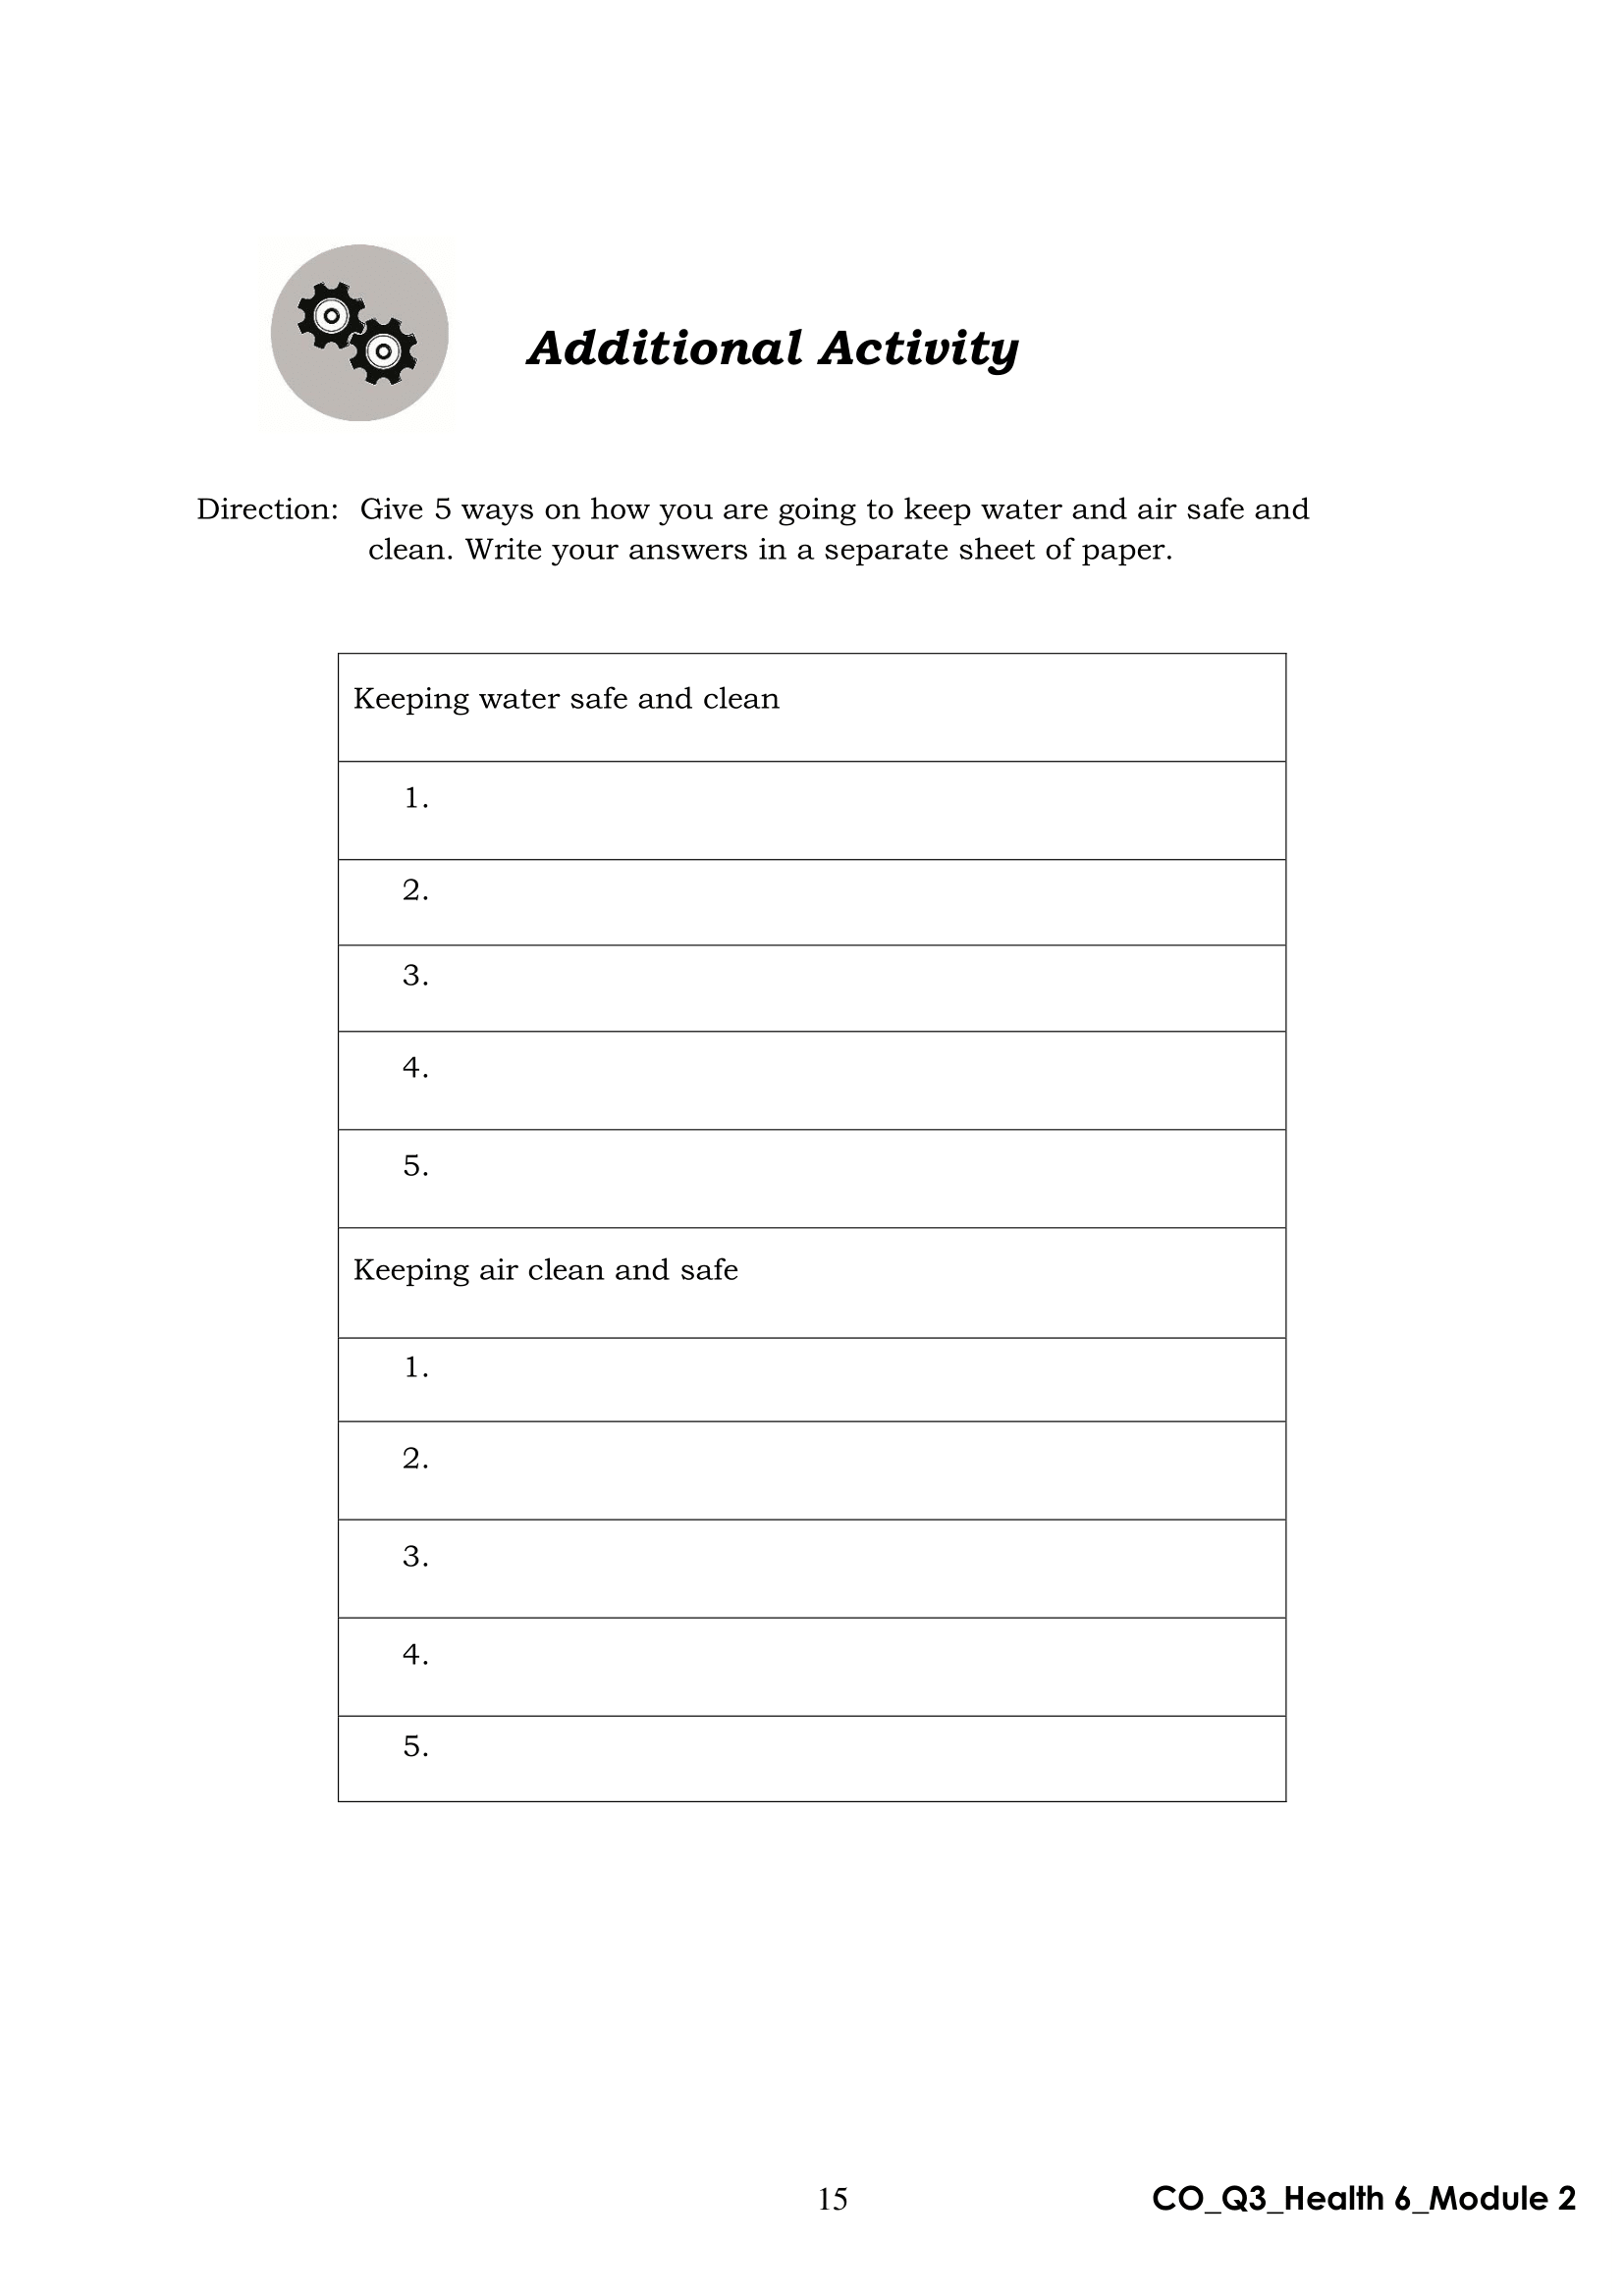 Additional Activity
Direction: Give 5 ways on how you are going to keep water and air safe and
clean. Write your answers in a separate sheet of paper.
Keeping water safe and clean
1.
2.
3.
4.
5.
Keeping air clean and safe
1.
2.
3.
4.
5.
15
CO_Q3_Health 6_Module 2